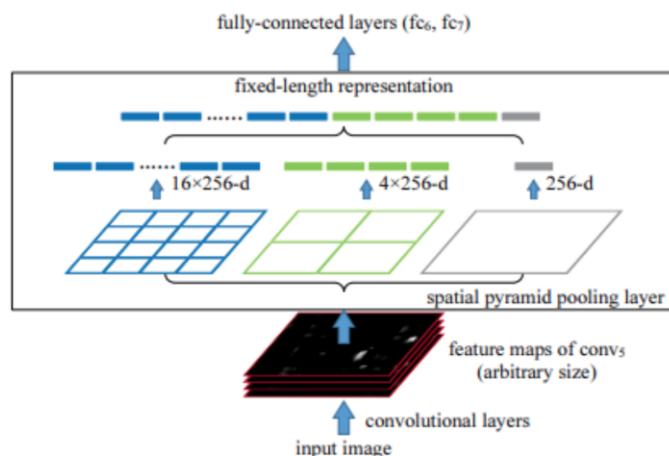 fully-connected layers (fc₆, fc₇)
fixed-length representation
......
......
16×256-d
4×256-d
256-d
spatial pyramid pooling layer
feature maps of conv₅
(arbitrary size)
convolutional layers
input image